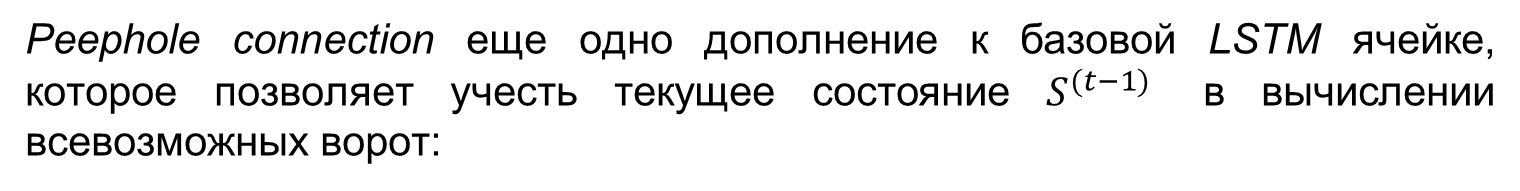 Peephole connection еще одно дополнение к базовой LSTM ячейке,
которое позволяет учесть текущее состояние S^(t−1) в вычислении
всевозможных ворот: